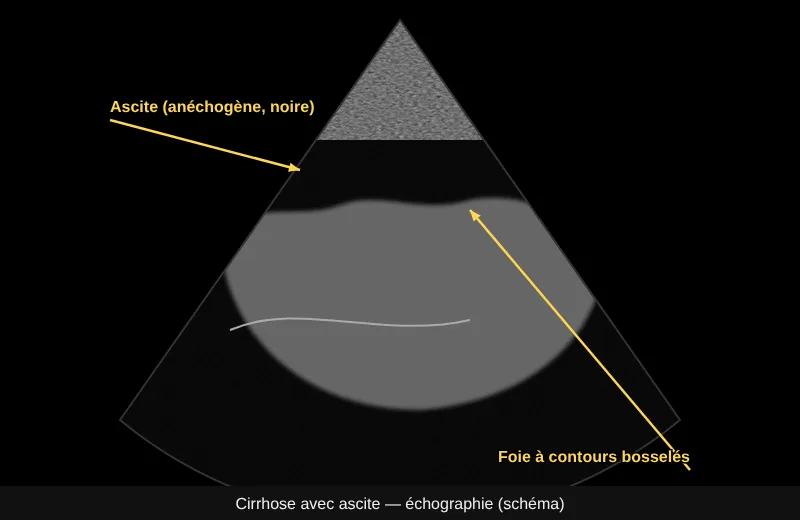 Ascite (anéchogène, noire)
Foie à contours bosselés
Cirrhose avec ascite — échographie (schéma)